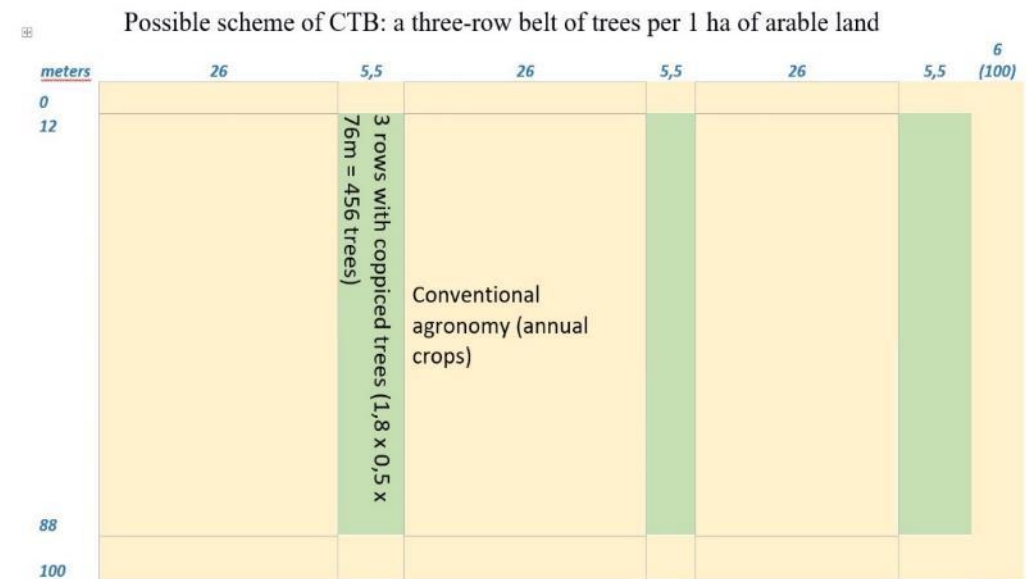 Possible scheme of CTB: a three-row belt of trees per 1 ha of arable land
meters 26 5,5 26 5,5 26 5,5 6
(100)
0
12
3 rows with coppiced trees (1,8 x 0,5 x
76m = 456 trees)
Conventional
agronomy (annual
crops)
88
100